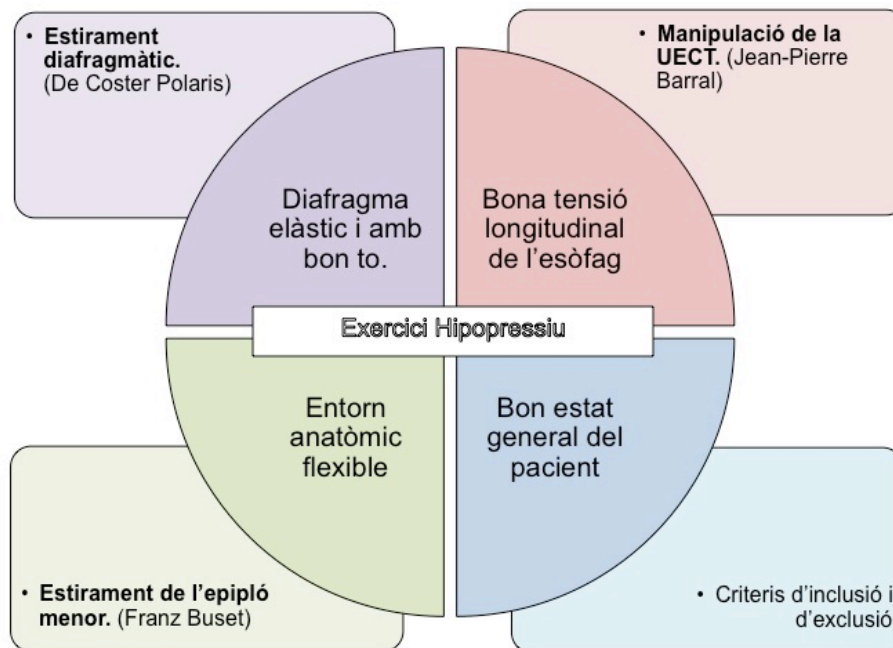 • Estirament
diafragmàtic.
(De Coster Polaris)
• Manipulació de la
UECT. (Jean-Pierre
Barral)
Diafragma
elàstic i amb
bon to.
Bona tensió
longitudinal
de l’esòfag
Exercici Hipopressiu
Entorn
anatòmic
flexible
Bon estat
general del
pacient
• Estirament de l’epipló
menor. (Franz Buset)
• Criteris d’inclusió i
d’exclusió